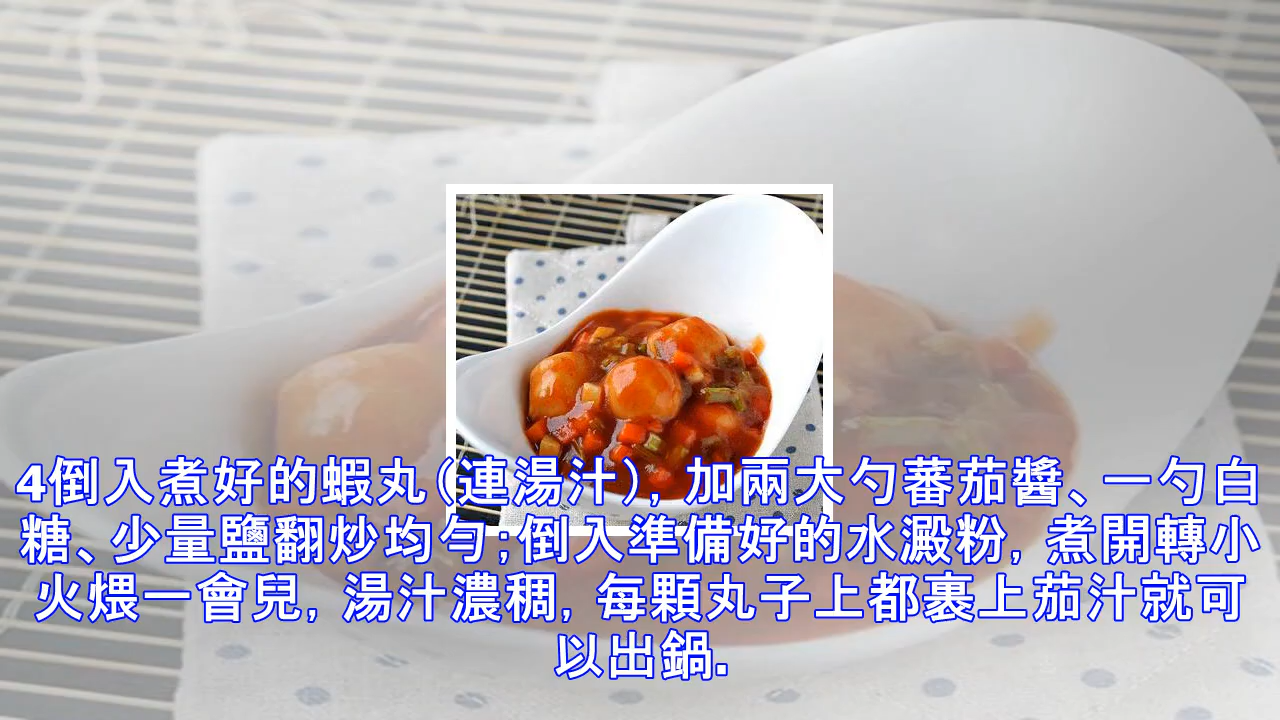 4倒入煮好的蝦丸(連湯汁), 加兩大勺蕃茄醬、一勺白
糖、少量鹽翻炒均勻;倒入準備好的水澱粉, 煮開轉小
火煨一會兒, 湯汁濃稠, 每顆丸子上都裹上茄汁就可
以出鍋.